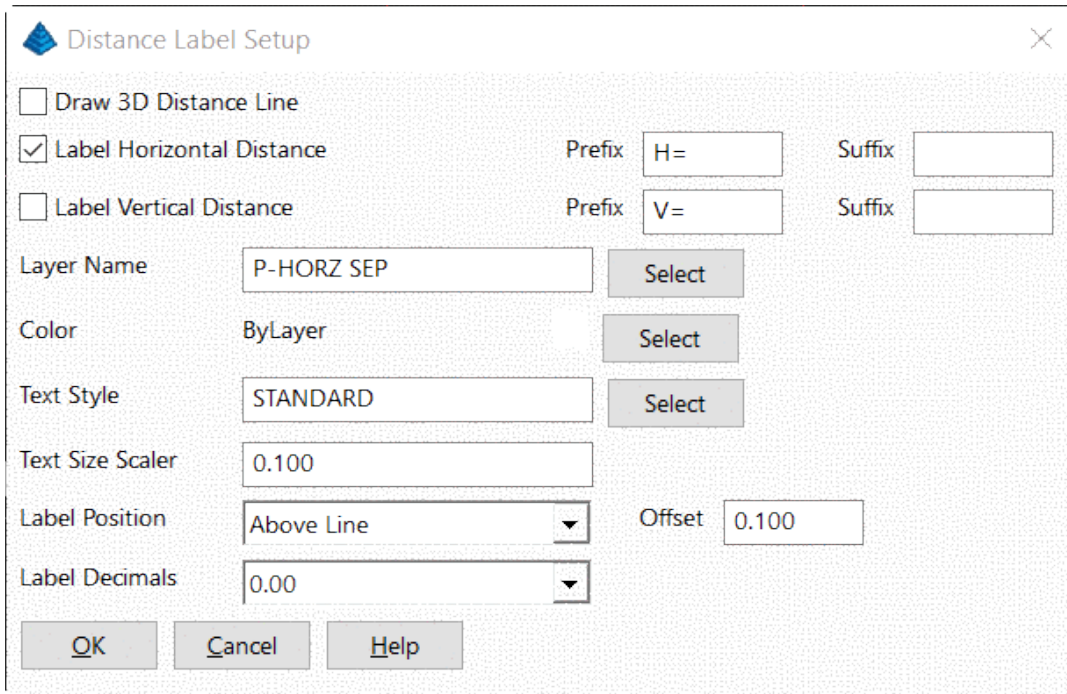 Distance Label Setup
Draw 3D Distance Line
Label Horizontal Distance Prefix H= Suffix
Label Vertical Distance Prefix V= Suffix
Layer Name P-HORZ SEP Select
Color ByLayer Select
Text Style STANDARD Select
Text Size Scaler 0.100
Label Position Above Line Offset 0.100
Label Decimals 0.00
OK Cancel Help